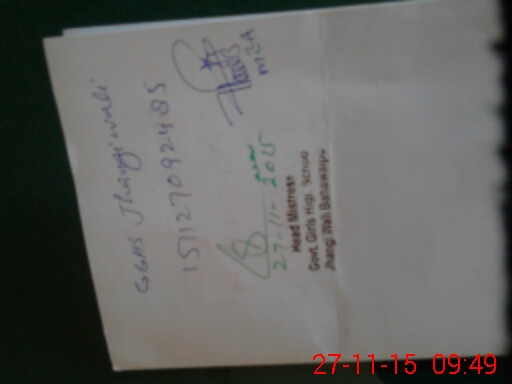 GGHS Jhangiwali
151127092485
27-11-2015
Head Mistress
Govt. Girls High School
Jhangi Wali Bahawalpur
27-11-15 09:49